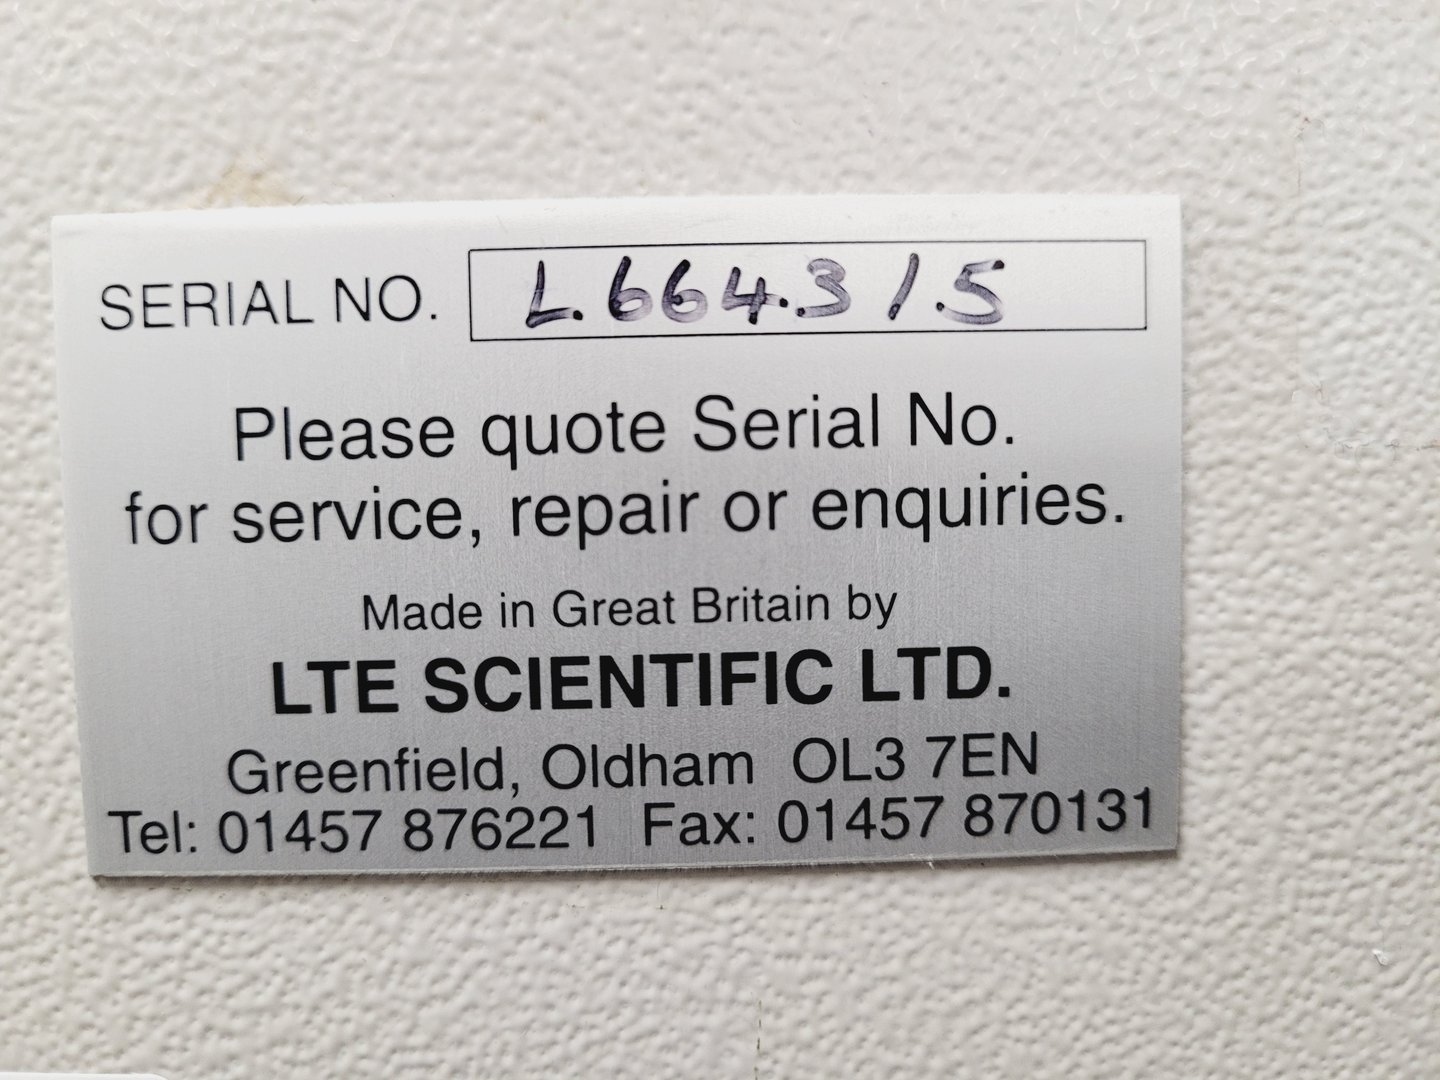 SERIAL NO. L.664.3/.5
Please quote Serial No.
for service, repair or enquiries.
Made in Great Britain by
LTE SCIENTIFIC LTD.
Greenfield, Oldham OL3 7EN
Tel: 01457 876221 Fax: 01457 870131